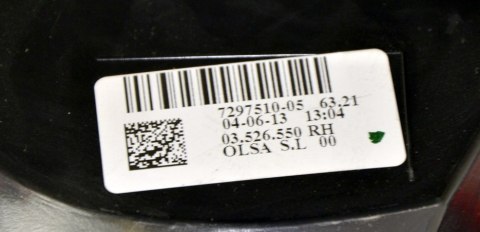 7297510-05 63.21
04-06-13 13:04
03.526.550 RH
OLSA S.L 00